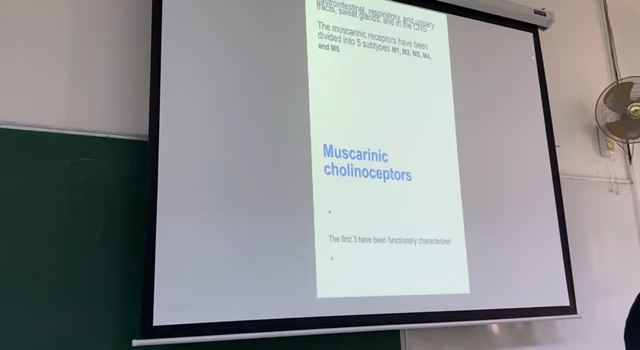 gastrointestinal, respiratory, and urinary
tracts, sweat glands, and in the CNS
The muscarinic receptors have been
divided into 5 subtypes M1, M2, M3, M4,
and M5
Muscarinic
cholinoceptors
The first 3 have been functionally characterized